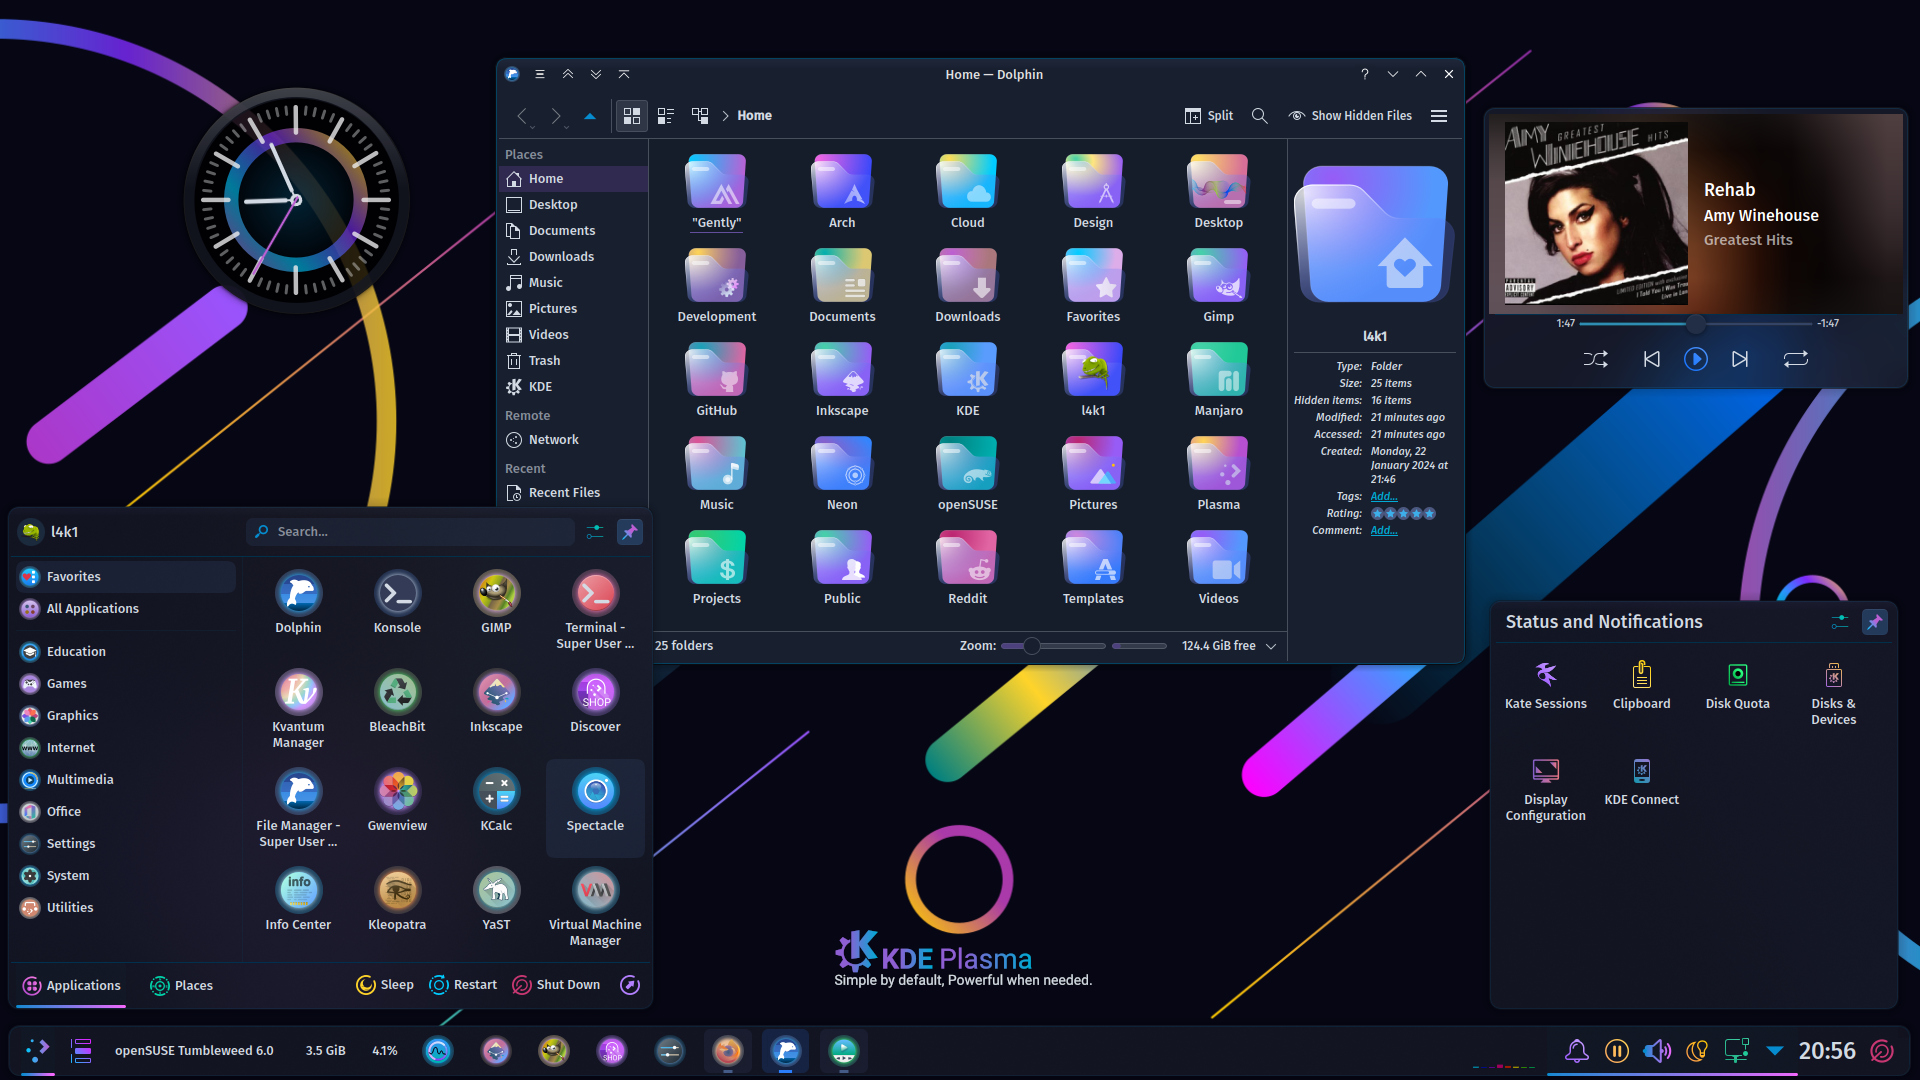 Home — Dolphin
Home
Split
Show Hidden Files
Places
Home
Desktop
Documents
Downloads
Music
Pictures
Videos
Trash
KDE
Remote
Network
Recent
Recent Files
"Gently"
Arch
Cloud
Design
Desktop
Development
Documents
Downloads
Favorites
Gimp
GitHub
Inkscape
KDE
l4k1
Manjaro
Music
Neon
openSUSE
Pictures
Plasma
Projects
Public
Reddit
Templates
Videos
25 folders
Zoom:
124.4 GiB free
l4k1
Type: Folder
Size: 25 items
Hidden items: 16 items
Modified: 21 minutes ago
Accessed: 21 minutes ago
Created: Monday, 22
January 2024 at
21:46
Tags: Add...
Rating:
Comment: Add...
AMY WINEHOUSE
GREATEST HITS
PARENTAL
ADVISORY
Rehab
Amy Winehouse
Greatest Hits
1:47
-1:47
l4k1
Search...
Favorites
All Applications
Education
Games
Graphics
Internet
Multimedia
Office
Settings
System
Utilities
Dolphin
Konsole
GIMP
Terminal -
Super User ...
Kv
Kvantum
Manager
BleachBit
Inkscape
SHOP
Discover
File Manager -
Super User ...
Gwenview
KCalc
Spectacle
info
Info Center
Kleopatra
YaST
VM
Virtual Machine
Manager
Applications
Places
Sleep
Restart
Shut Down
KDE Plasma
Simple by default, Powerful when needed.
Status and Notifications
Kate Sessions
Clipboard
Disk Quota
Disks &
Devices
Display
Configuration
KDE Connect
openSUSE Tumbleweed 6.0
3.5 GiB
4.1%
SHOP
20:56